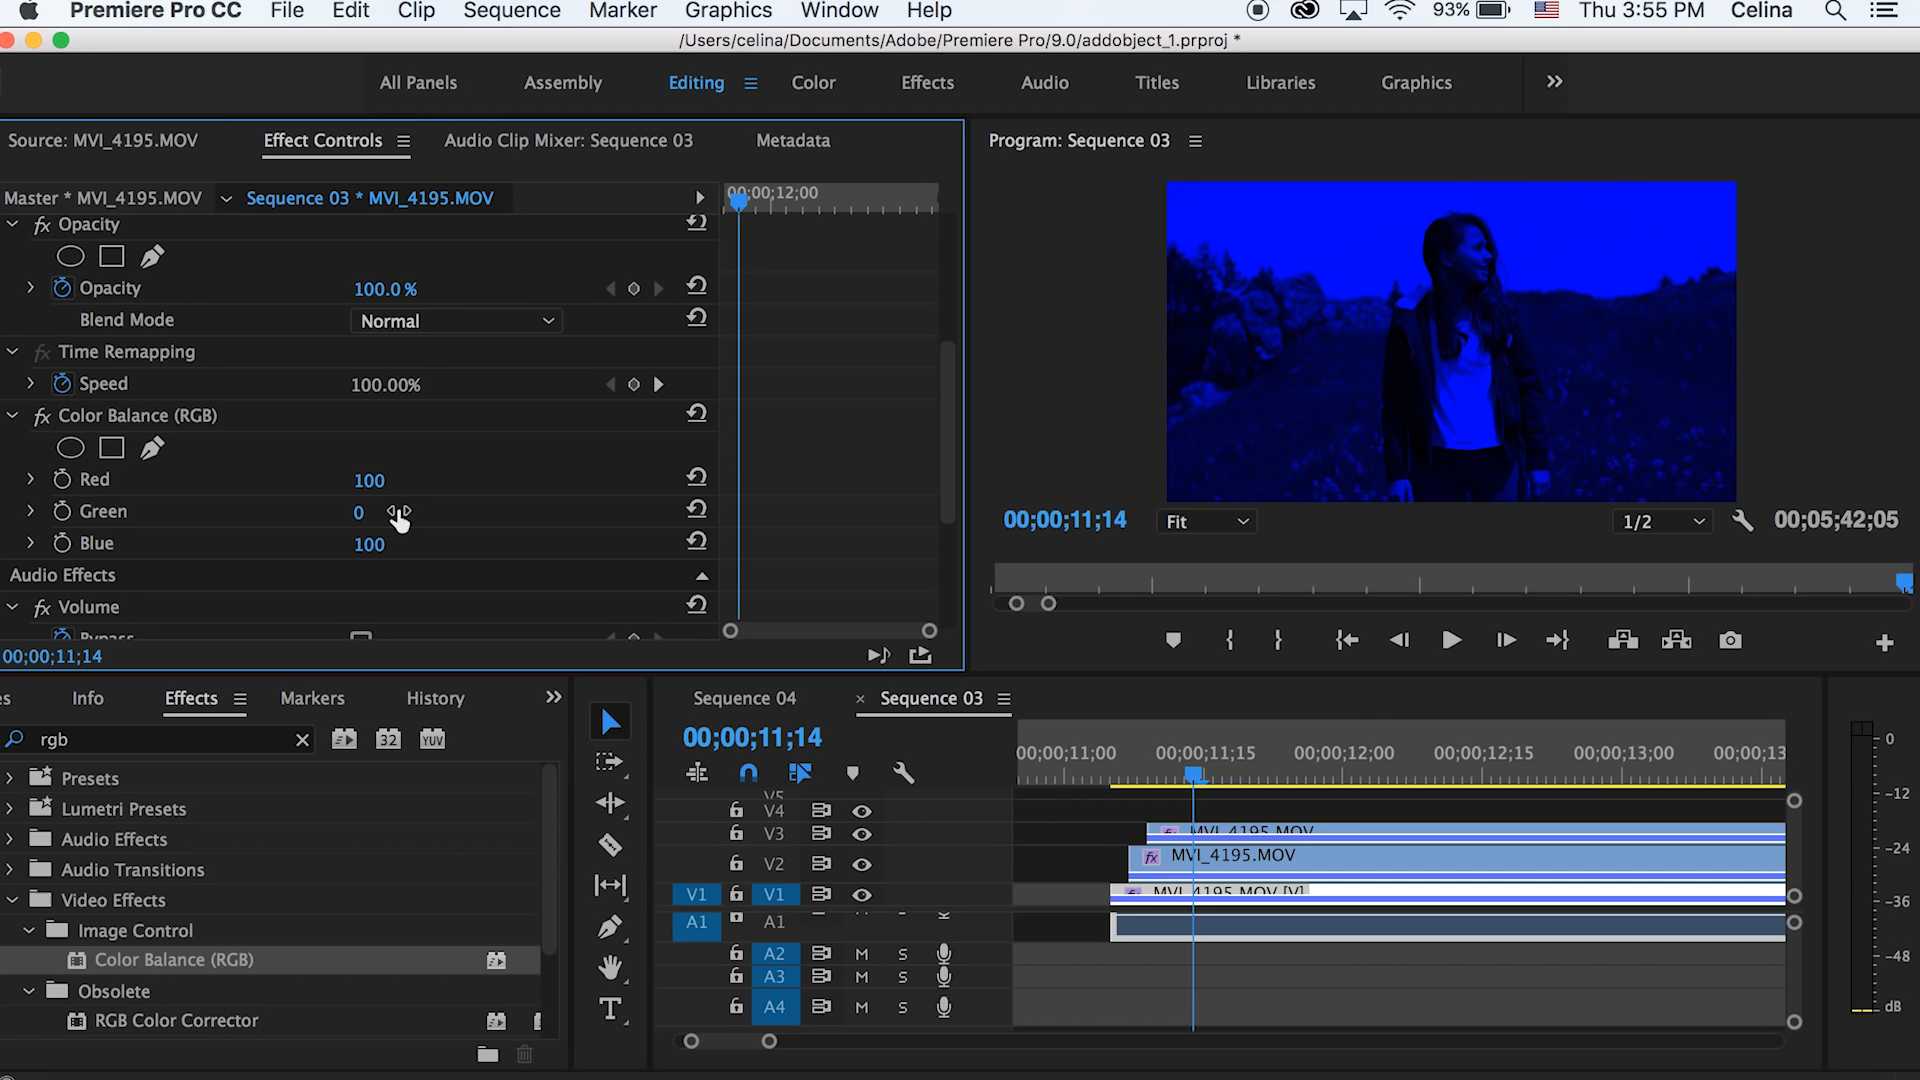 Premiere Pro CC File Edit Clip Sequence Marker Graphics Window Help 93% Thu 3:55 PM Celina
/Users/celina/Documents/Adobe/Premiere Pro/9.0/addobject_1.prproj *
All Panels Assembly Editing Color Effects Audio Titles Libraries Graphics
Source: MVI_4195.MOV Effect Controls Audio Clip Mixer: Sequence 03 Metadata
Master * MVI_4195.MOV Sequence 03 * MVI_4195.MOV
00;00;12;00
fx Opacity
Opacity 100.0 %
Blend Mode Normal
fx Time Remapping
Speed 100.00%
fx Color Balance (RGB)
Red 100
Green 0
Blue 100
Audio Effects
fx Volume
Bypass
00;00;11;14
Program: Sequence 03
00;00;11;14 Fit 1/2 00;05;42;05
Info Effects Markers History
rgb 32 YUV
Presets
Lumetri Presets
Audio Effects
Audio Transitions
Video Effects
Image Control
Color Balance (RGB)
Obsolete
RGB Color Corrector
Sequence 04 × Sequence 03
00;00;11;14
00;00;11;00 00;00;11;15 00;00;12;00 00;00;12;15 00;00;13;00 00;00;13
V5
V4
V3 MVI_4195.MOV
V2 fx MVI_4195.MOV
V1 V1 MVI_4195.MOV [V]
A1 A1
A2 M S
A3 M S
A4 M S
0
-12
-24
-36
-48
dB